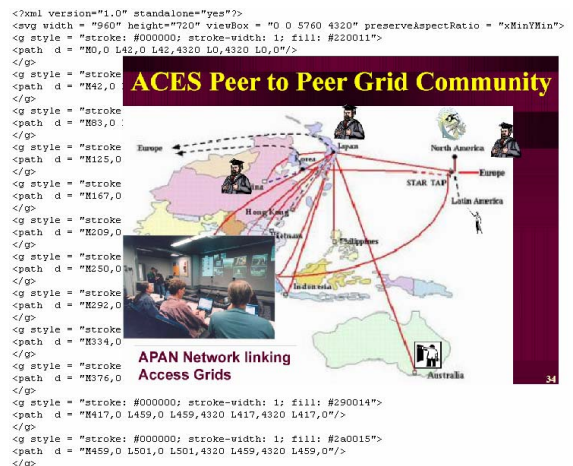 <?xml version="1.0" standalone="yes"?>
<svg width = "960" height="720" viewBox = "0 0 5760 4320" preserveAspectRatio = "xMinYMin">
<g style = "stroke: #000000; stroke-width: 1; fill: #220011">
<path  d = "M0,0 L42,0 L42,4320 L0,4320 L0,0"/>
</g>
<g style = "stroke
<path  d = "M42,0
</g>
<g style = "stroke
<path  d = "M83,0
</g>
<g style = "stroke
<path  d = "M125,0
</g>
<g style = "stroke
<path  d = "M167,0
</g>
<g style = "stroke
<path  d = "M209,0
</g>
<g style = "stroke
<path  d = "M250,0
</g>
<g style = "stroke
<path  d = "M292,0
</g>
<g style = "stroke
<path  d = "M334,0
</g>
<g style = "stroke
<path  d = "M376,0
</g>
<g style = "stroke: #000000; stroke-width: 1; fill: #290014">
<path  d = "M417,0 L459,0 L459,4320 L417,4320 L417,0"/>
</g>
<g style = "stroke: #000000; stroke-width: 1; fill: #2a0015">
<path  d = "M459,0 L501,0 L501,4320 L459,4320 L459,0"/>
</g>
ACES Peer to Peer Grid Community
Europe
Japan
North America
Korea
Europe
STAR TAP
ina
Latin America
Hong Kong
Vietnam
Philippines
Indonesia
APAN Network linking
Access Grids
Australia
34